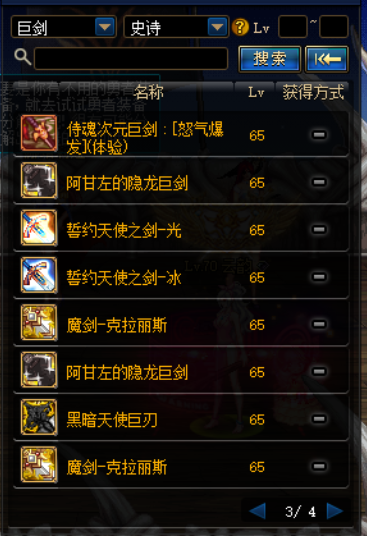 巨剑 史诗 ? Lv ~
搜索
名称 Lv 获得方式
侍魂次元巨剑:[怒气爆
发](体验) 65
阿甘左的隐龙巨剑 65
誓约天使之剑-光 65
誓约天使之剑-冰 65
魔剑-克拉丽斯 65
阿甘左的隐龙巨剑 65
黑暗天使巨刃 65
魔剑-克拉丽斯 65
3/ 4